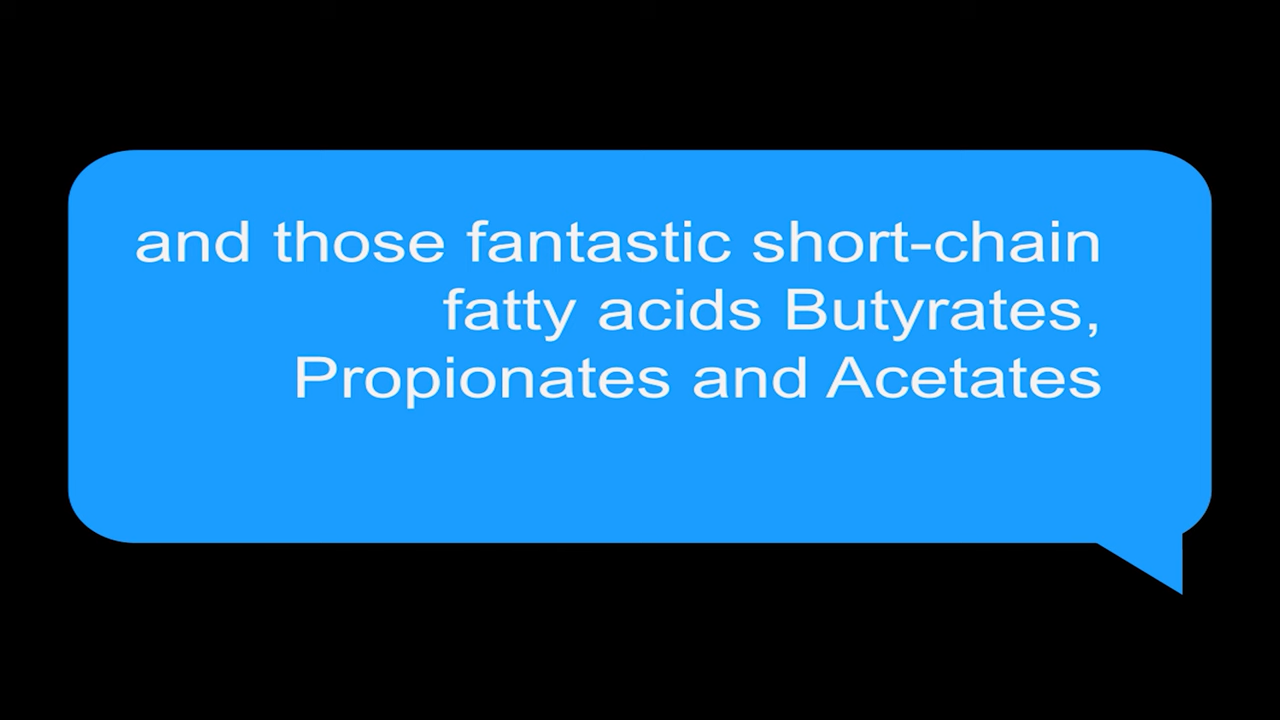 and those fantastic short-chain
fatty acids Butyrates,
Propionates and Acetates